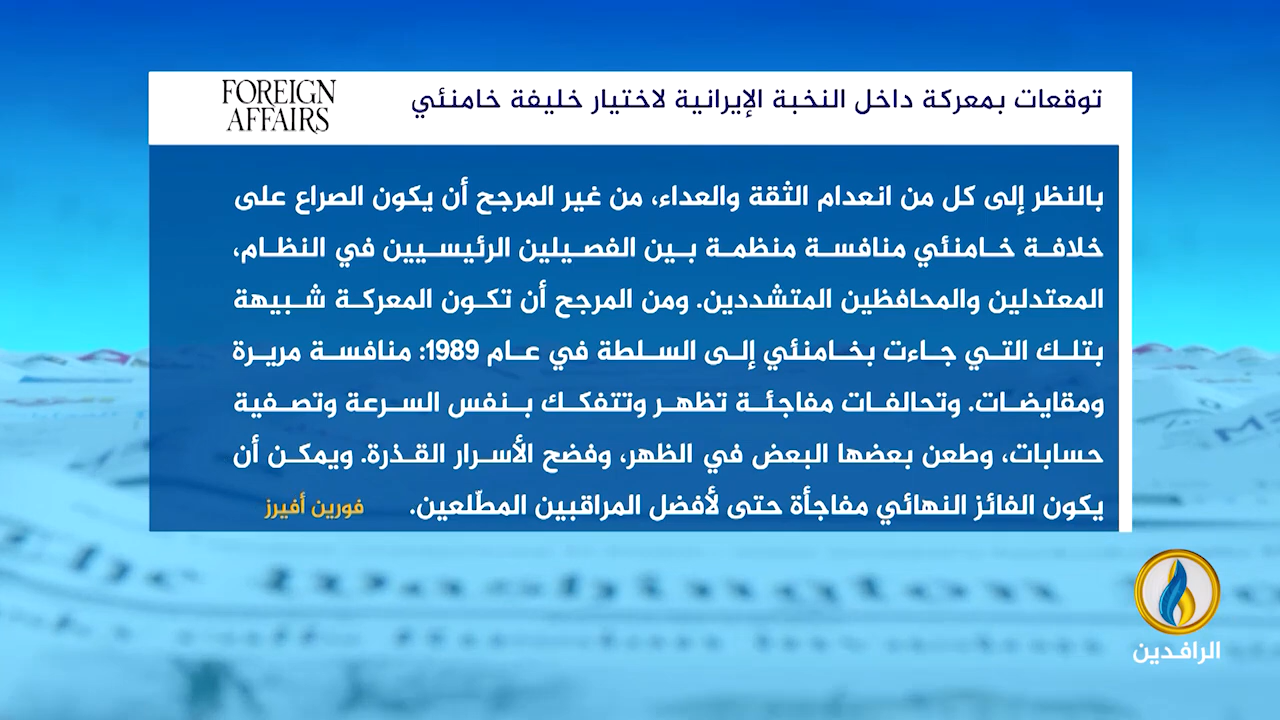 توقعات بمعركة داخل النخبة الإيرانية لاختيار خليفة خامنئي
FOREIGN
AFFAIRS
بالنظر إلى كل من انعدام الثقة والعداء، من غير المرجح أن يكون الصراع على
خلافة خامنئي منافسة منظمة بين الفصيلين الرئيسيين في النظام،
المعتدلين والمحافظين المتشددين. ومن المرجح أن تكون المعركة شبيهة
بتلك التي جاءت بخامنئي إلى السلطة في عام 1989: منافسة مريرة
ومقايضات. وتحالفات مفاجئة تظهر وتتفكك بنفس السرعة وتصفية
حسابات، وطعن بعضها البعض في الظهر، وفضح الأسرار القذرة. ويمكن أن
يكون الفائز النهائي مفاجأة حتى لأفضل المراقبين المطلعين.
فورين أفيرز
The Washington
الرافدين